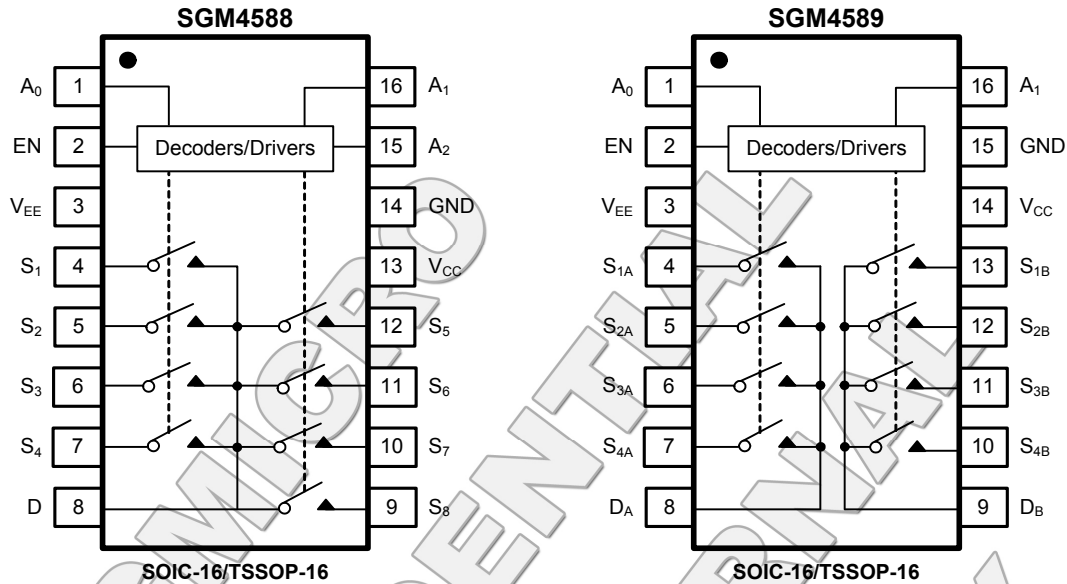 SGM4588
A0 1 16 A1
EN 2 Decoders/Drivers 15 A2
VEE 3 14 GND
S1 4 13 VCC
S2 5 12 S5
S3 6 11 S6
S4 7 10 S7
D 8 9 S8
SOIC-16/TSSOP-16
SGM4589
A0 1 16 A1
EN 2 Decoders/Drivers 15 GND
VEE 3 14 VCC
S1A 4 13 S1B
S2A 5 12 S2B
S3A 6 11 S3B
S4A 7 10 S4B
DA 8 9 DB
SOIC-16/TSSOP-16